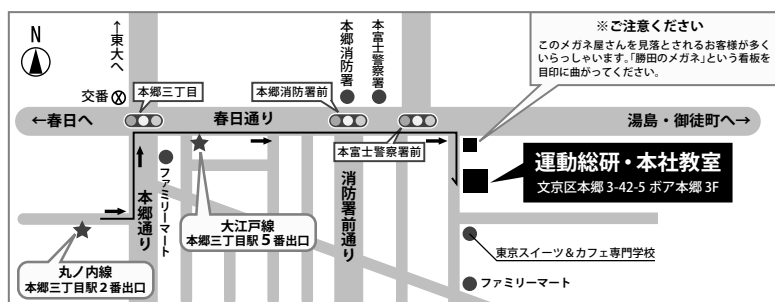 N
↑東大へ
交番
本郷三丁目
本郷消防署
本富士警察署
本郷消防署前
※ご注意ください
このメガネ屋さんを見落とされるお客様が多く
いらっしゃいます。「勝田のメガネ」という看板を
目印に曲がってください。
←春日へ
春日通り
湯島・御徒町へ→
本富士警察署前
運動総研・本社教室
文京区本郷 3-42-5 ボア本郷 3F
本郷通り
ファミリーマート
大江戸線
本郷三丁目駅5番出口
消防署前通り
丸ノ内線
本郷三丁目駅2番出口
東京スイーツ&カフェ専門学校
ファミリーマート